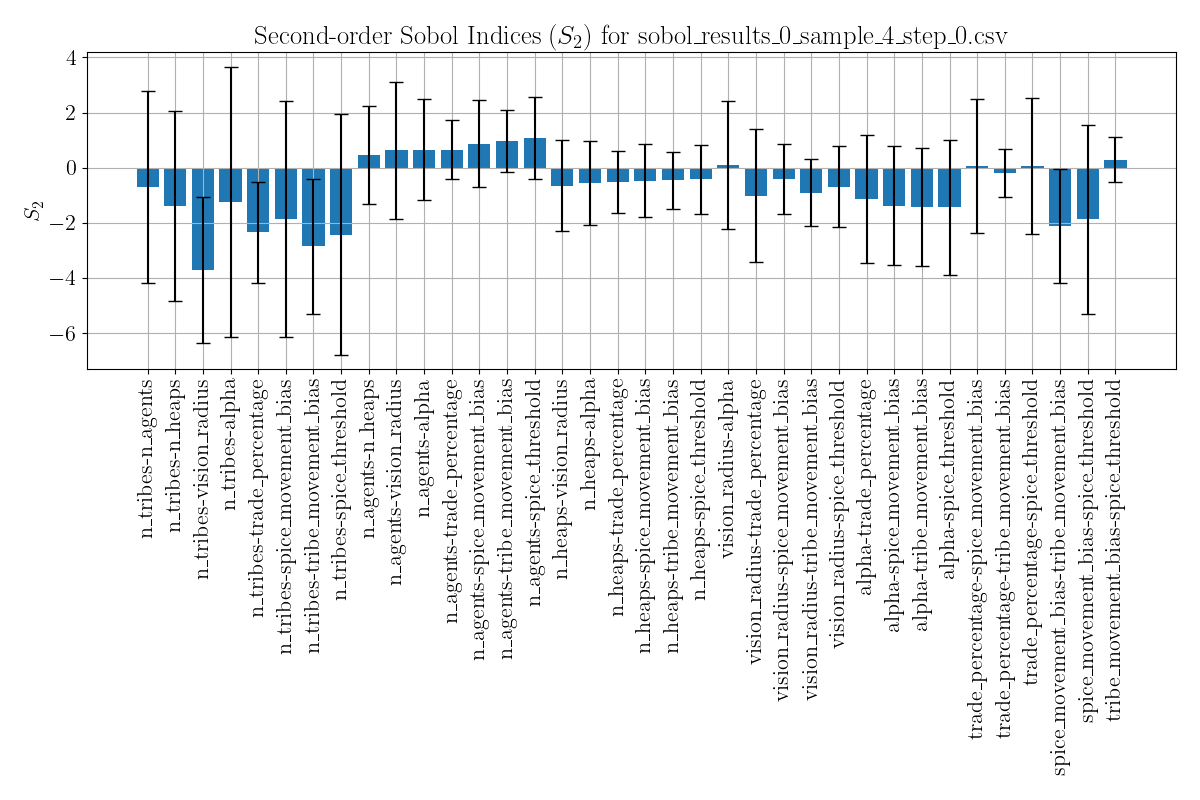 Second-order Sobol Indices (S₂) for sobol_results_0_sample_4_step_0.csv
S₂
4
2
0
−2
−4
−6
n_tribes-n_agents
n_tribes-n_heaps
n_tribes-vision_radius
n_tribes-alpha
n_tribes-trade_percentage
n_tribes-spice_movement_bias
n_tribes-tribe_movement_bias
n_tribes-spice_threshold
n_agents-n_heaps
n_agents-vision_radius
n_agents-alpha
n_agents-trade_percentage
n_agents-spice_movement_bias
n_agents-tribe_movement_bias
n_agents-spice_threshold
n_heaps-vision_radius
n_heaps-alpha
n_heaps-trade_percentage
n_heaps-spice_movement_bias
n_heaps-tribe_movement_bias
n_heaps-spice_threshold
vision_radius-alpha
vision_radius-trade_percentage
vision_radius-spice_movement_bias
vision_radius-tribe_movement_bias
vision_radius-spice_threshold
alpha-trade_percentage
alpha-spice_movement_bias
alpha-tribe_movement_bias
alpha-spice_threshold
trade_percentage-spice_movement_bias
trade_percentage-tribe_movement_bias
trade_percentage-spice_threshold
spice_movement_bias-tribe_movement_bias
spice_movement_bias-spice_threshold
tribe_movement_bias-spice_threshold